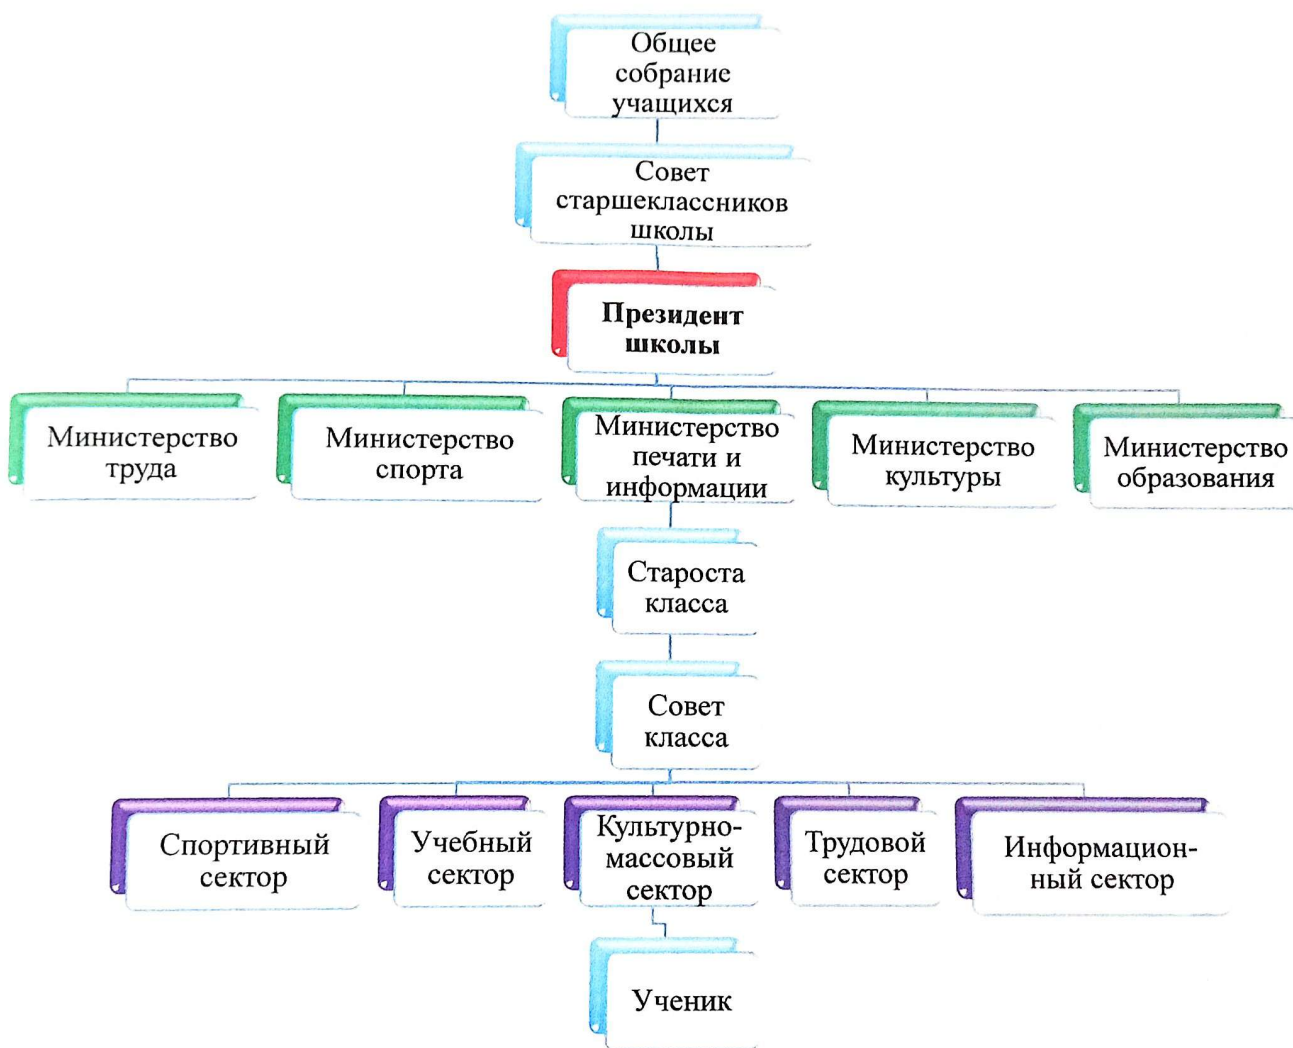 Общее
собрание
учащихся
Совет
старшеклассников
школы
Президент
школы
Министерство
труда
Министерство
спорта
Министерство
печати и
информации
Министерство
культуры
Министерство
образования
Староста
класса
Совет
класса
Спортивный
сектор
Учебный
сектор
Культурно-
массовый
сектор
Трудовой
сектор
Информацион-
ный сектор
Ученик